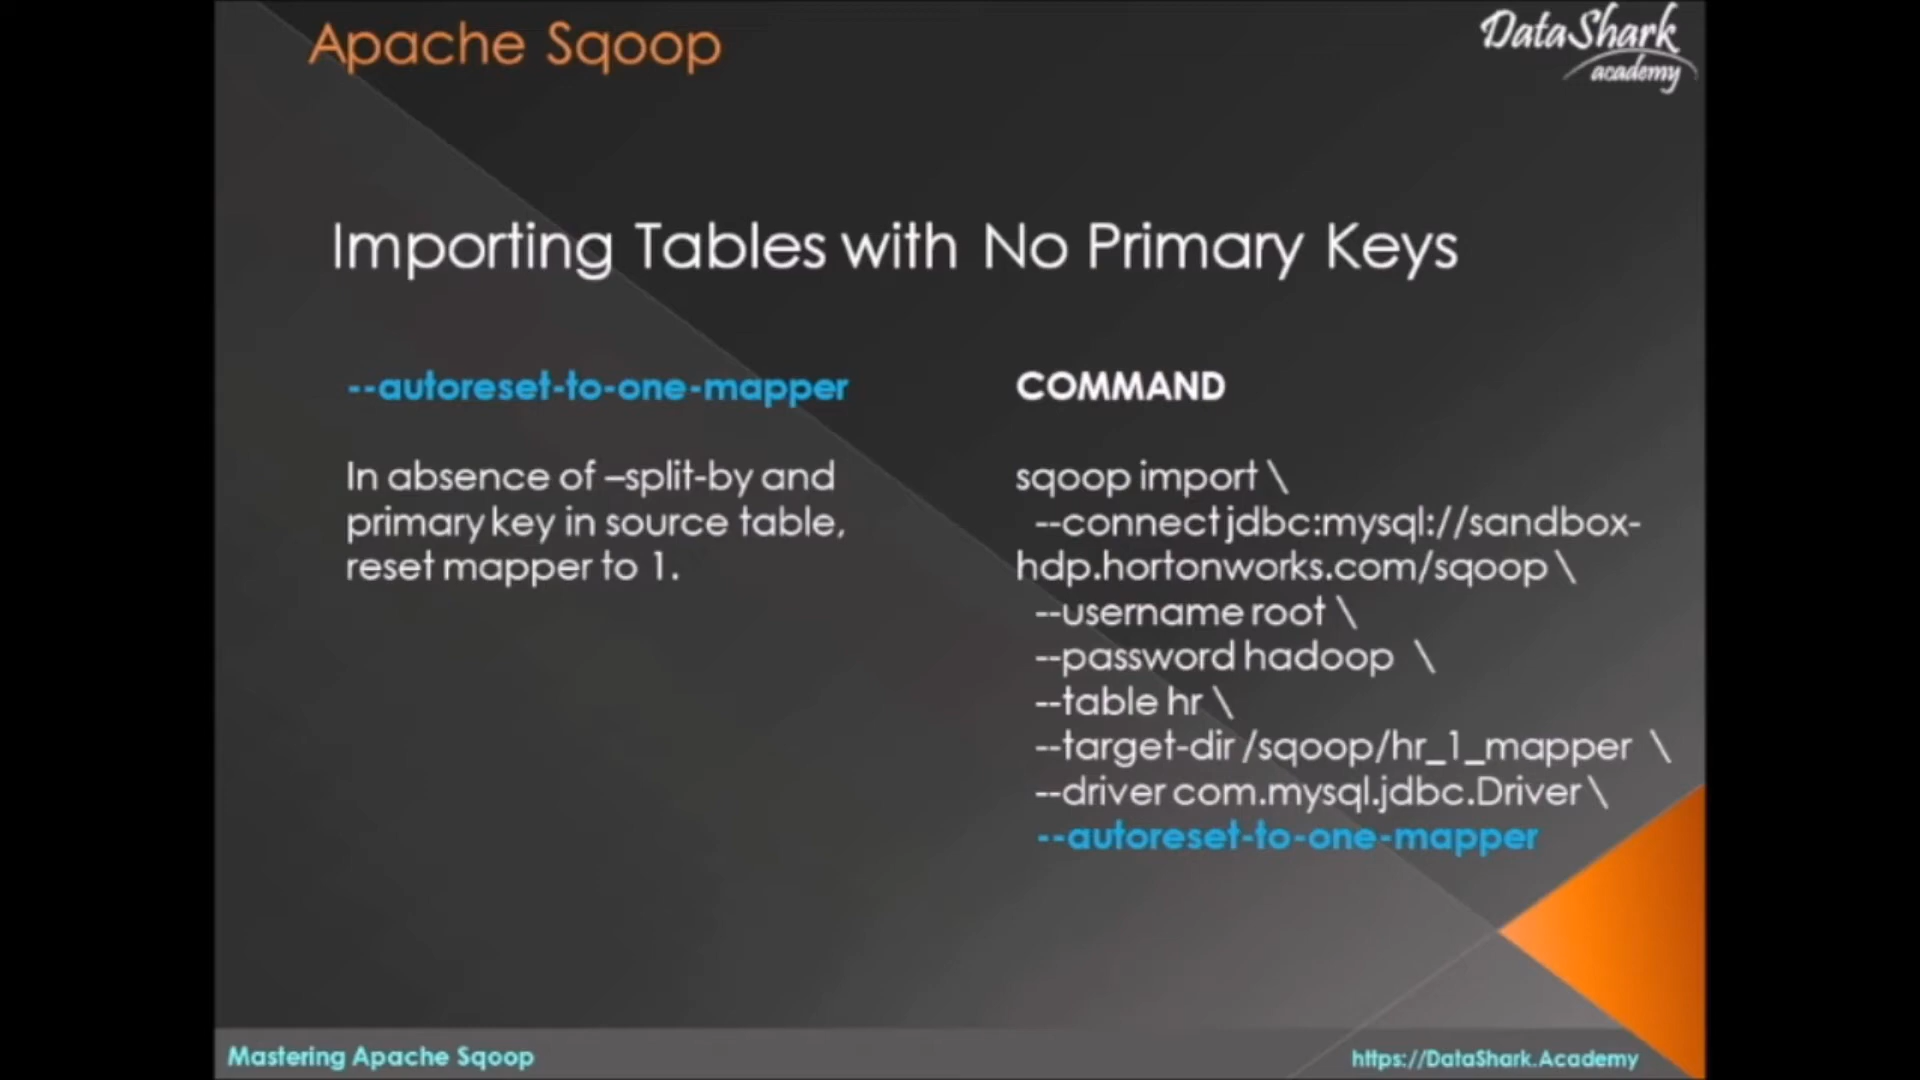 Apache Sqoop
DataShark
academy
Importing Tables with No Primary Keys
--autoreset-to-one-mapper
In absence of –split-by and
primary key in source table,
reset mapper to 1.
COMMAND
sqoop import \
--connect jdbc:mysql://sandbox-
hdp.hortonworks.com/sqoop \
--username root \
--password hadoop \
--table hr \
--target-dir /sqoop/hr_1_mapper \
--driver com.mysql.jdbc.Driver \
--autoreset-to-one-mapper
Mastering Apache Sqoop
https://DataShark.Academy